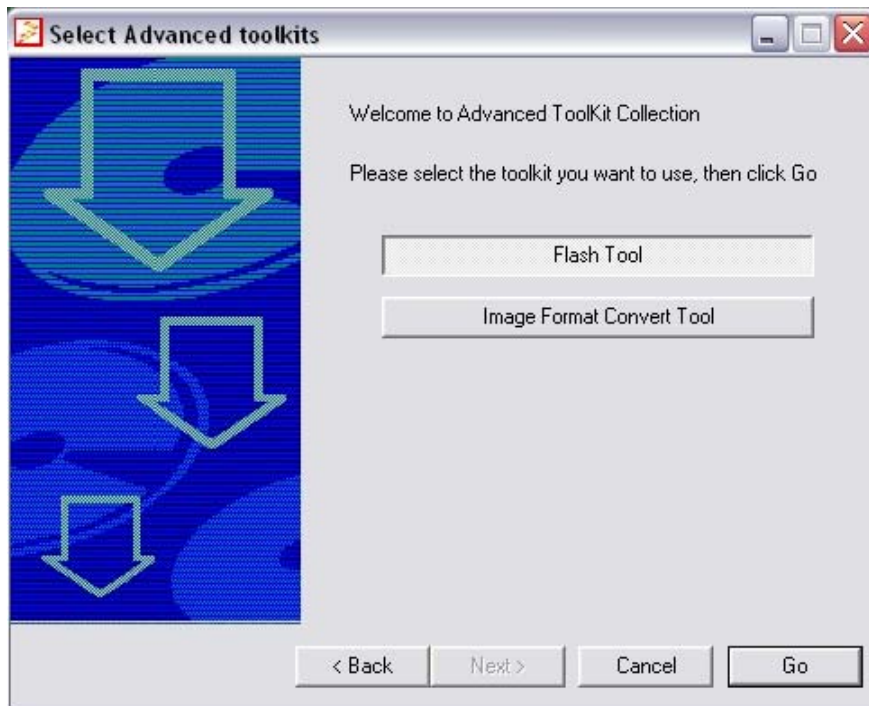 Select Advanced toolkits
Welcome to Advanced ToolKit Collection
Please select the toolkit you want to use, then click Go
Flash Tool
Image Format Convert Tool
< Back
Next >
Cancel
Go